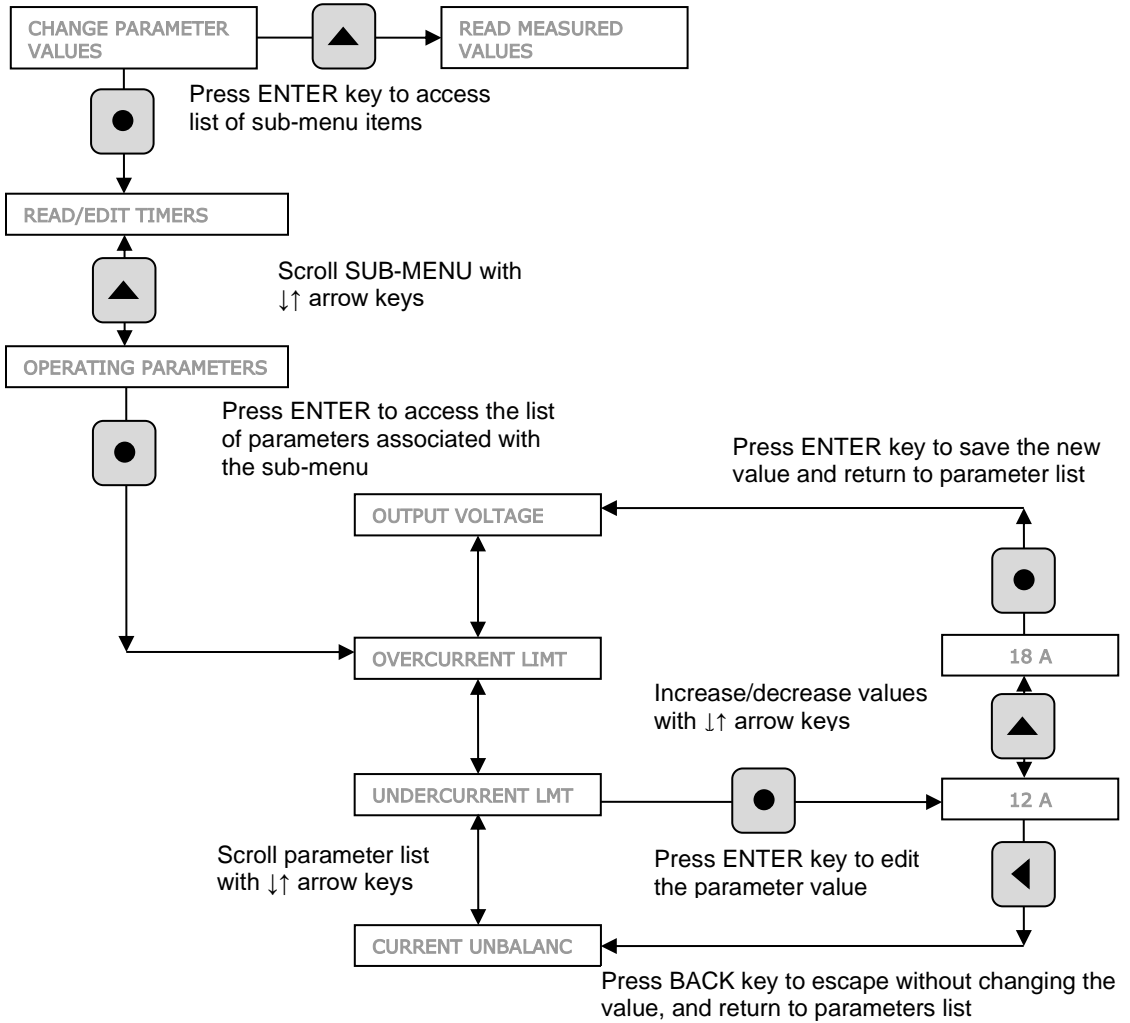 CHANGE PARAMETER
VALUES
READ MEASURED
VALUES
Press ENTER key to access
list of sub-menu items
READ/EDIT TIMERS
Scroll SUB-MENU with
↓↑ arrow keys
OPERATING PARAMETERS
Press ENTER to access the list
of parameters associated with
the sub-menu
Press ENTER key to save the new
value and return to parameter list
OUTPUT VOLTAGE
OVERCURRENT LIMT
18 A
Increase/decrease values
with ↓↑ arrow keys
UNDERCURRENT LMT
12 A
Scroll parameter list
with ↓↑ arrow keys
Press ENTER key to edit
the parameter value
CURRENT UNBALANC
Press BACK key to escape without changing the
value, and return to parameters list